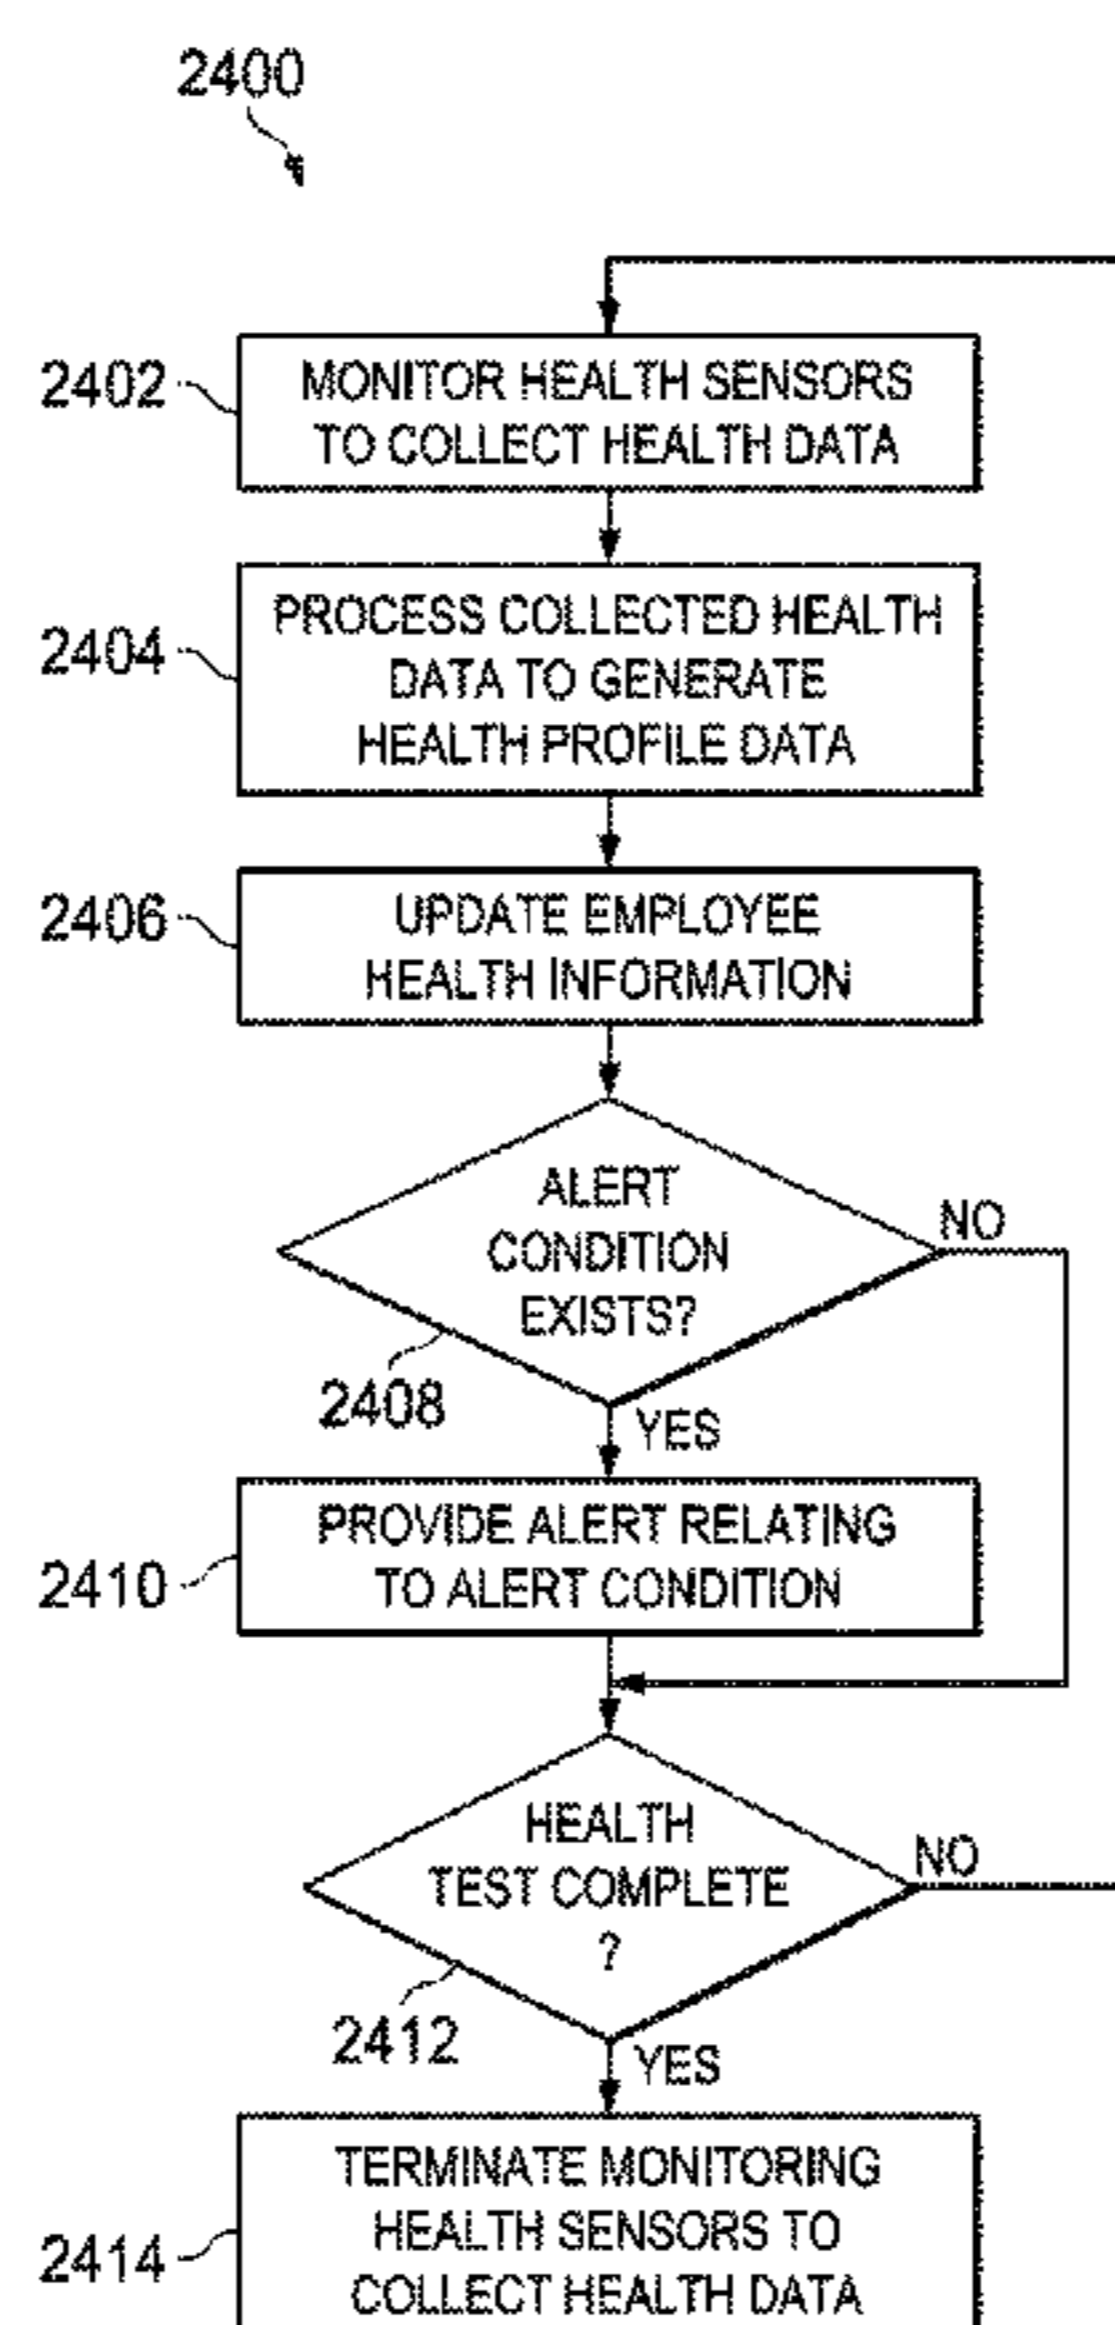 2400
2402
MONITOR HEALTH SENSORS
TO COLLECT HEALTH DATA
2404
PROCESS COLLECTED HEALTH
DATA TO GENERATE
HEALTH PROFILE DATA
2406
UPDATE EMPLOYEE
HEALTH INFORMATION
ALERT
CONDITION
EXISTS?
NO
2408
YES
2410
PROVIDE ALERT RELATING
TO ALERT CONDITION
HEALTH
TEST COMPLETE
?
NO
2412
YES
2414
TERMINATE MONITORING
HEALTH SENSORS TO
COLLECT HEALTH DATA